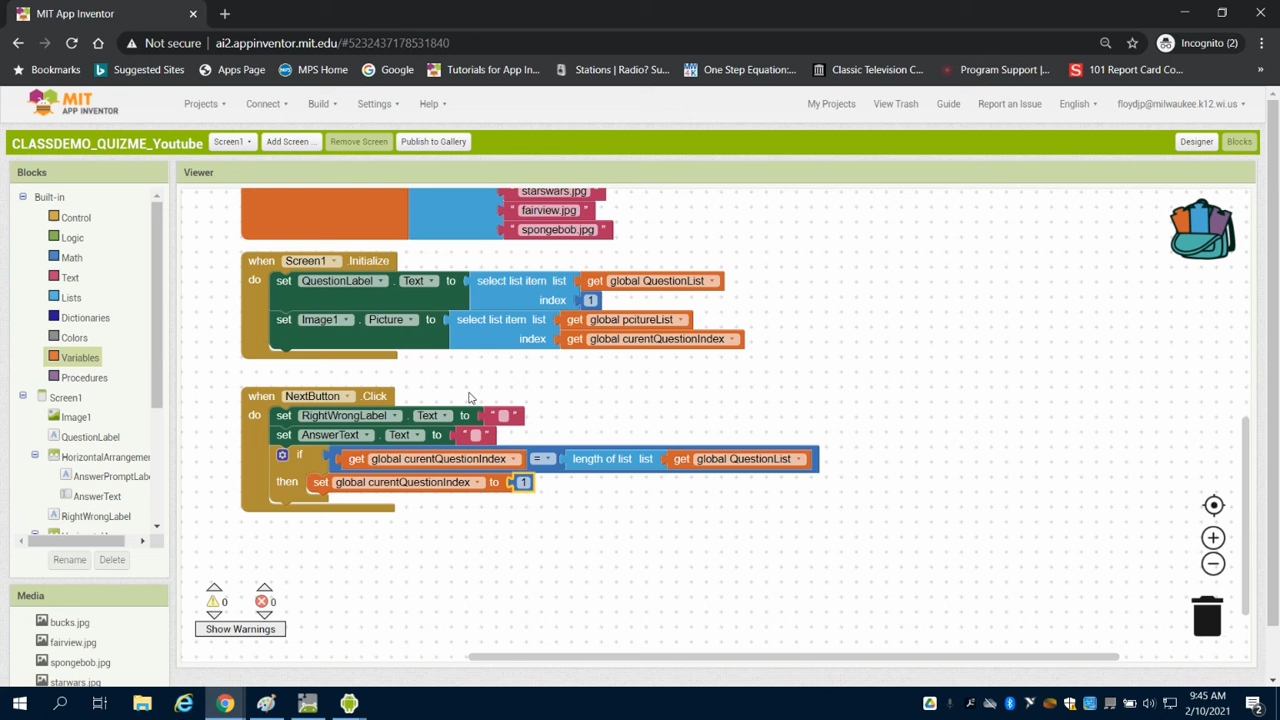 MIT App Inventor
Not secure ai2.appinventor.mit.edu/#5232437178531840 Incognito (2)
Bookmarks Suggested Sites Apps Page MPS Home Google Tutorials for App In... Stations | Radio? Su... One Step Equation:... Classic Television C... Program Support |... 101 Report Card Co... »
MIT
APP INVENTOR
Projects Connect Build Settings Help My Projects View Trash Guide Report an Issue English floydjp@milwaukee.k12.wi.us
CLASSDEMO_QUIZME_Youtube Screen1 Add Screen ... Remove Screen Publish to Gallery Designer Blocks
Blocks Viewer
Built-in
Control
Logic
Math
Text
Lists
Dictionaries
Colors
Variables
Procedures
Screen1
Image1
QuestionLabel
HorizontalArrangemen
AnswerPromptLabe
AnswerText
RightWrongLabel
Rename Delete
Media
bucks.jpg
fairview.jpg
spongebob.jpg
starwars.jpg
" starswars.jpg "
" fairview.jpg "
" spongebob.jpg "
when Screen1 .Initialize
do set QuestionLabel . Text to select list item list get global QuestionList
index 1
set Image1 . Picture to select list item list get global pcitureList
index get global curentQuestionIndex
when NextButton .Click
do set RightWrongLabel . Text to " "
set AnswerText . Text to " "
if get global curentQuestionIndex = length of list list get global QuestionList
then set global curentQuestionIndex to 1
0 0
Show Warnings
9:45 AM
2/10/2021
2